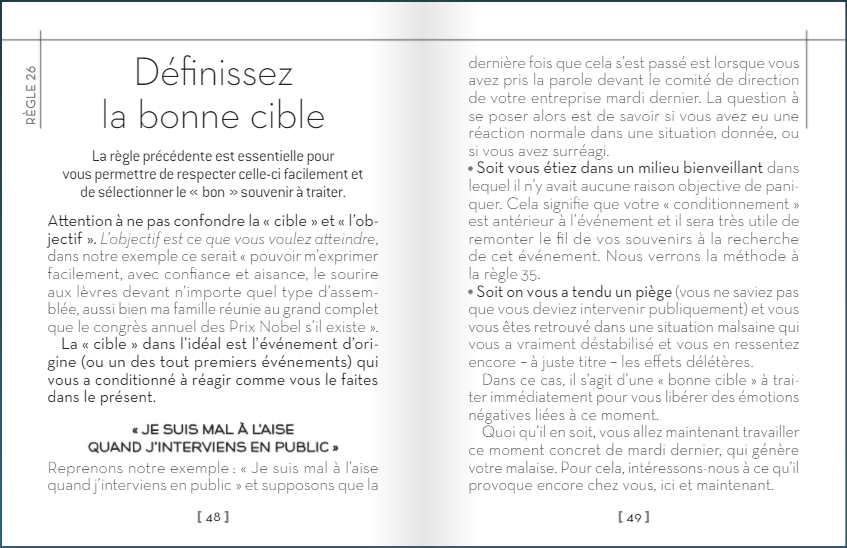 RÈGLE 26
Définissez
la bonne cible
La règle précédente est essentielle pour
vous permettre de respecter celle-ci facilement et
de sélectionner le « bon » souvenir à traiter.
Attention à ne pas confondre la « cible » et « l'ob-
jectif ». L'objectif est ce que vous voulez atteindre,
dans notre exemple ce serait « pouvoir m'exprimer
facilement, avec confiance et aisance, le sourire
aux lèvres devant n'importe quel type d'assem-
blée, aussi bien ma famille réunie au grand complet
que le congrès annuel des Prix Nobel s'il existe ».
La « cible » dans l'idéal est l'événement d'ori-
gine (ou un des tout premiers événements) qui
vous a conditionné à réagir comme vous le faites
dans le présent.
« JE SUIS MAL À L'AISE
QUAND J'INTERVIENS EN PUBLIC »
Reprenons notre exemple : « Je suis mal à l'aise
quand j'interviens en public » et supposons que la
[ 48 ]
dernière fois que cela s'est passé est lorsque vous
avez pris la parole devant le comité de direction
de votre entreprise mardi dernier. La question à
se poser alors est de savoir si vous avez eu une
réaction normale dans une situation donnée, ou
si vous avez surréagi.
• Soit vous étiez dans un milieu bienveillant dans
lequel il n'y avait aucune raison objective de pani-
quer. Cela signifie que votre « conditionnement »
est antérieur à l'événement et il sera très utile de
remonter le fil de vos souvenirs à la recherche
de cet événement. Nous verrons la méthode à
la règle 35.
• Soit on vous a tendu un piège (vous ne saviez pas
que vous deviez intervenir publiquement) et vous
vous êtes retrouvé dans une situation malsaine qui
vous a vraiment déstabilisé et vous en ressentez
encore – à juste titre – les effets délétères.
Dans ce cas, il s'agit d'une « bonne cible » à trai-
ter immédiatement pour vous libérer des émotions
négatives liées à ce moment.
Quoi qu'il en soit, vous allez maintenant travailler
ce moment concret de mardi dernier, qui génère
votre malaise. Pour cela, intéressons-nous à ce qu'il
provoque encore chez vous, ici et maintenant.
[ 49 ]